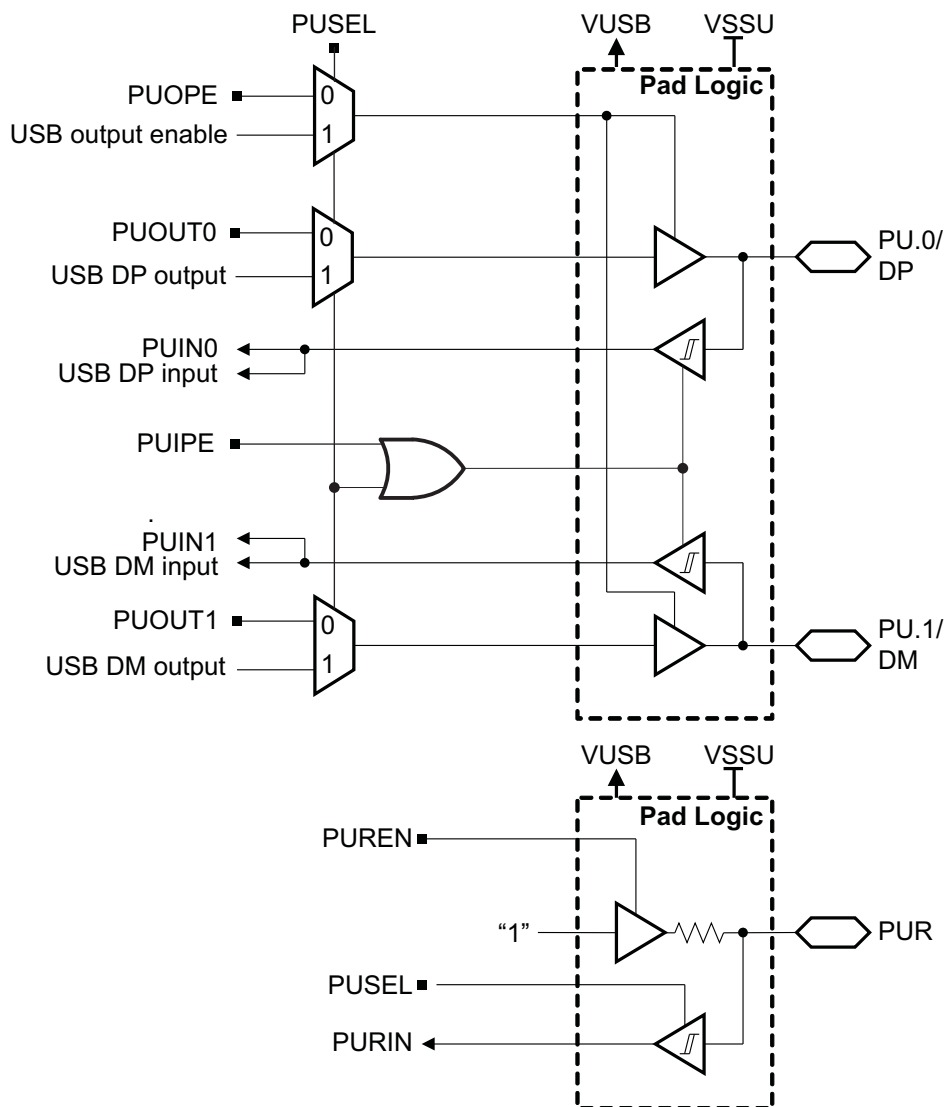 PUSEL
VUSB
VSSU
Pad Logic
PUOPE
0
USB output enable
1
PUOUT0
0
USB DP output
1
PU.0/
DP
PUIN0
USB DP input
PUIPE
.
PUIN1
USB DM input
PUOUT1
0
USB DM output
1
PU.1/
DM
VUSB
VSSU
Pad Logic
PUREN
“1”
PUR
PUSEL
PURIN